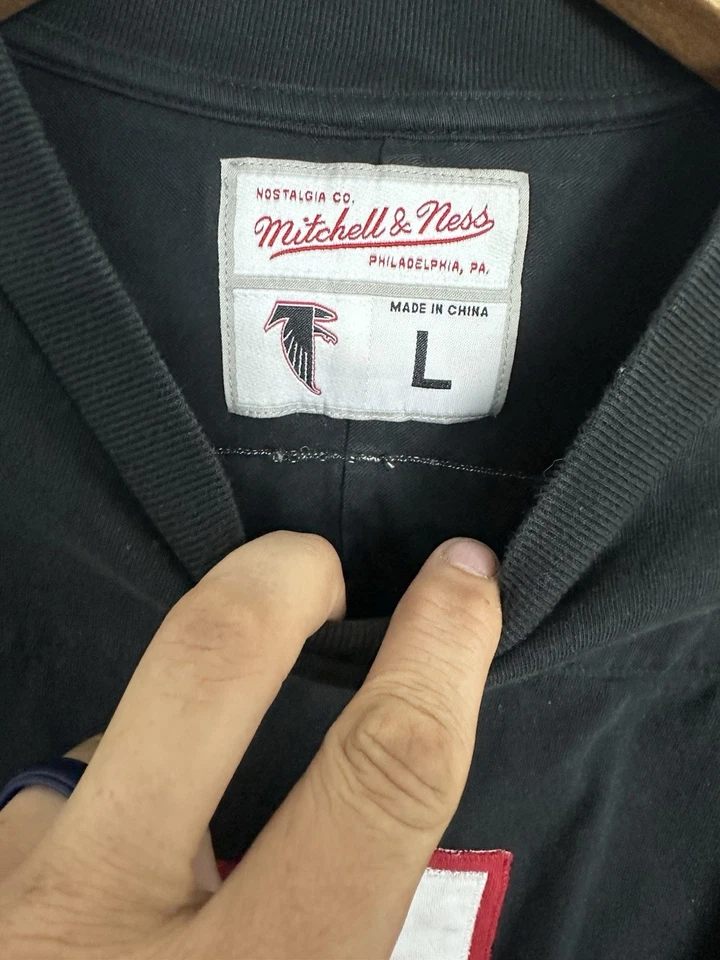 NOSTALGIA CO.
Mitchell & Ness
PHILADELPHIA, PA.
MADE IN CHINA
L